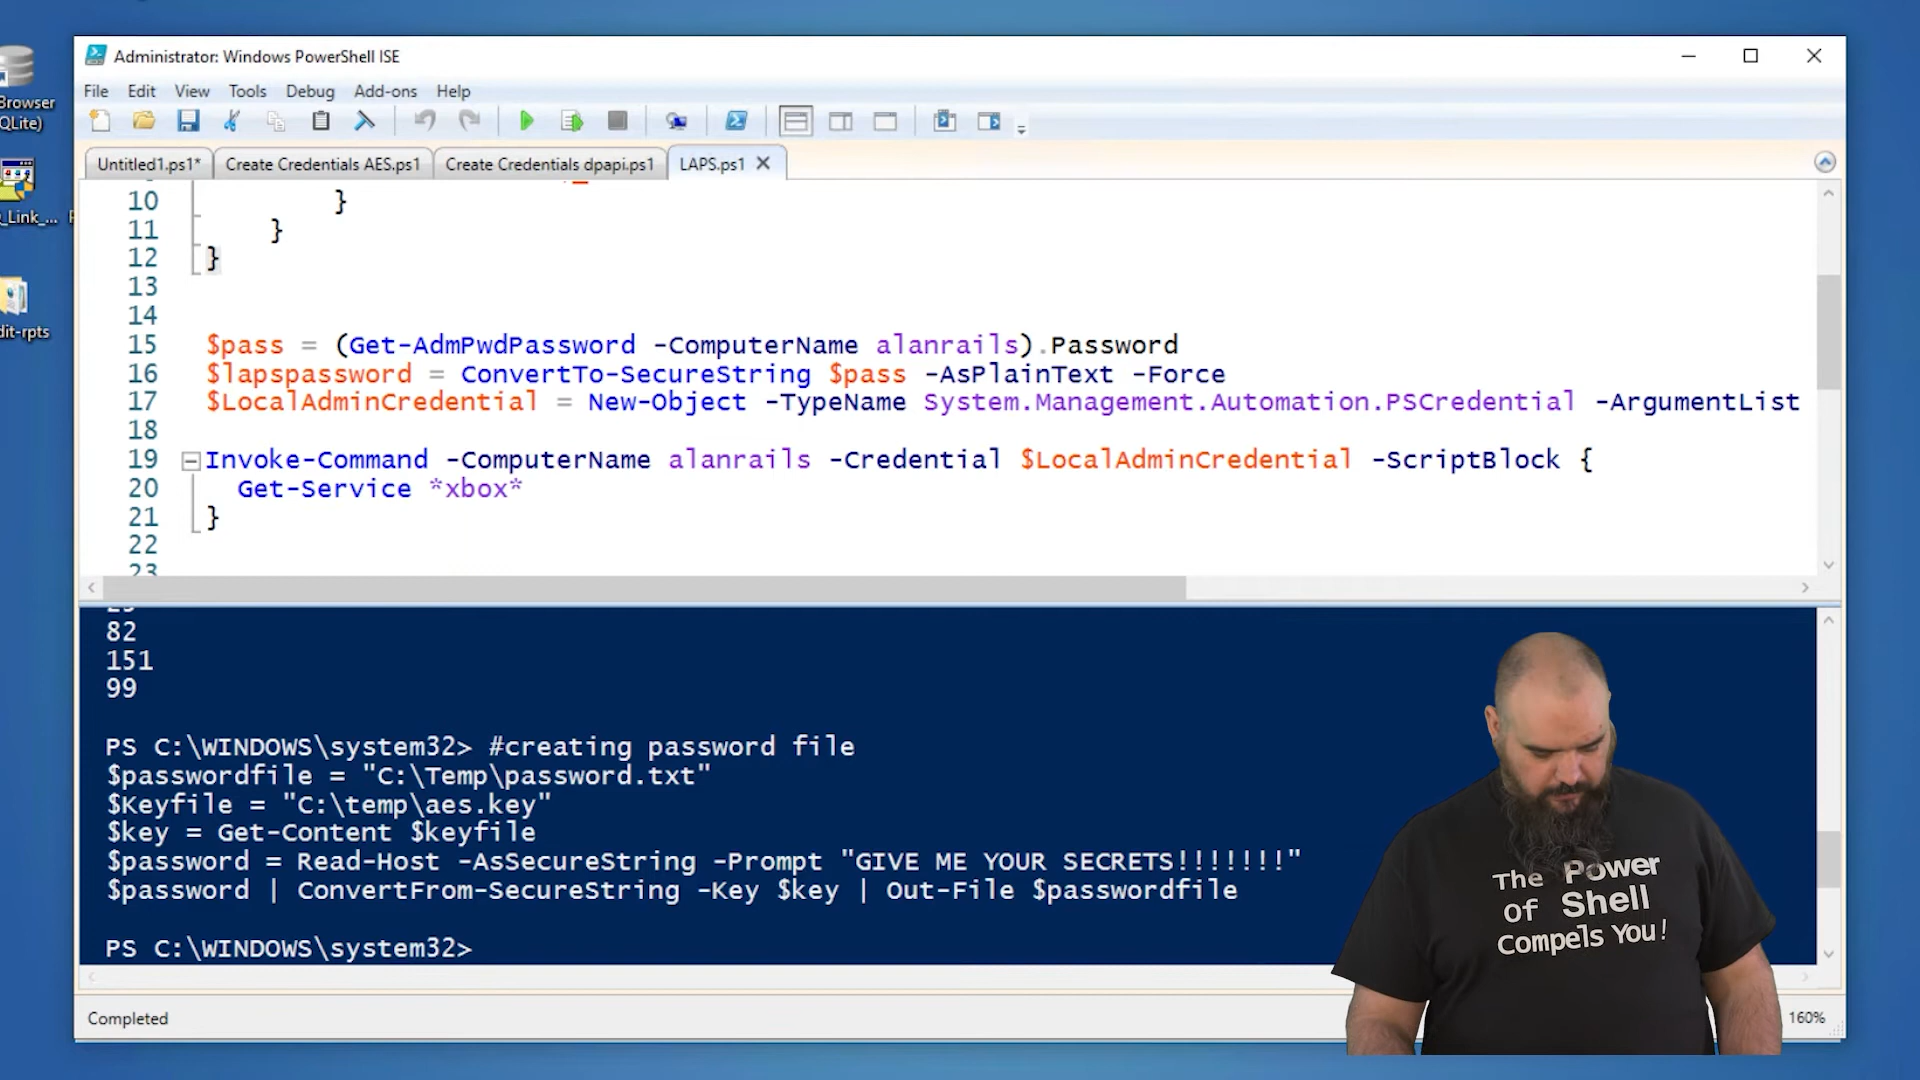 Browser
QLite)
_Link_...
dit-rpts
Administrator: Windows PowerShell ISE
File Edit View Tools Debug Add-ons Help
Untitled1.ps1* Create Credentials AES.ps1 Create Credentials dpapi.ps1 LAPS.ps1
10 }
11 }
12 }
13
14
15 $pass = (Get-AdmPwdPassword -ComputerName alanrails).Password
16 $lapspassword = ConvertTo-SecureString $pass -AsPlainText -Force
17 $LocalAdminCredential = New-Object -TypeName System.Management.Automation.PSCredential -ArgumentList
18
19 Invoke-Command -ComputerName alanrails -Credential $LocalAdminCredential -ScriptBlock {
20 Get-Service *xbox*
21 }
22
23
82
151
99
PS C:\WINDOWS\system32> #creating password file
$passwordfile = "C:\Temp\password.txt"
$Keyfile = "C:\temp\aes.key"
$key = Get-Content $keyfile
$password = Read-Host -AsSecureString -Prompt "GIVE ME YOUR SECRETS!!!!!!!"
$password | ConvertFrom-SecureString -Key $key | Out-File $passwordfile
PS C:\WINDOWS\system32>
The Power
Of Shell
Compels You!
Completed
160%